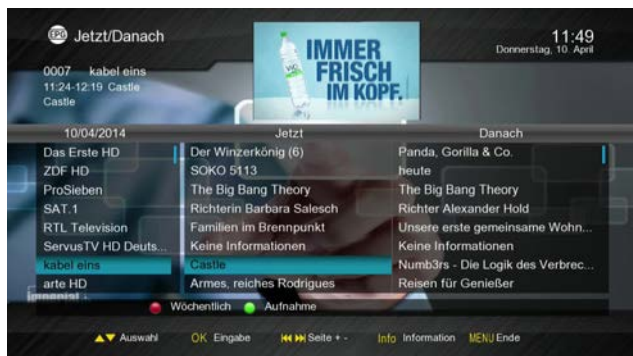 EPG Jetzt/Danach
11:49
Donnerstag, 10. April
0007 kabel eins
11:24-12:19 Castle
Castle
IMMER
FRISCH
IM KOPF.
ViO
10/04/2014 Jetzt Danach
Das Erste HD Der Winzerkönig (6) Panda, Gorilla & Co.
ZDF HD SOKO 5113 heute
ProSieben The Big Bang Theory The Big Bang Theory
SAT.1 Richterin Barbara Salesch Richter Alexander Hold
RTL Television Familien im Brennpunkt Unsere erste gemeinsame Wohn...
ServusTV HD Deuts... Keine Informationen Keine Informationen
kabel eins Castle Numb3rs - Die Logik des Verbrec...
arte HD Armes, reiches Rodrigues Reisen für Genießer
Wöchentlich Aufnahme
Auswahl OK Eingabe Seite + - Info Information MENU Ende